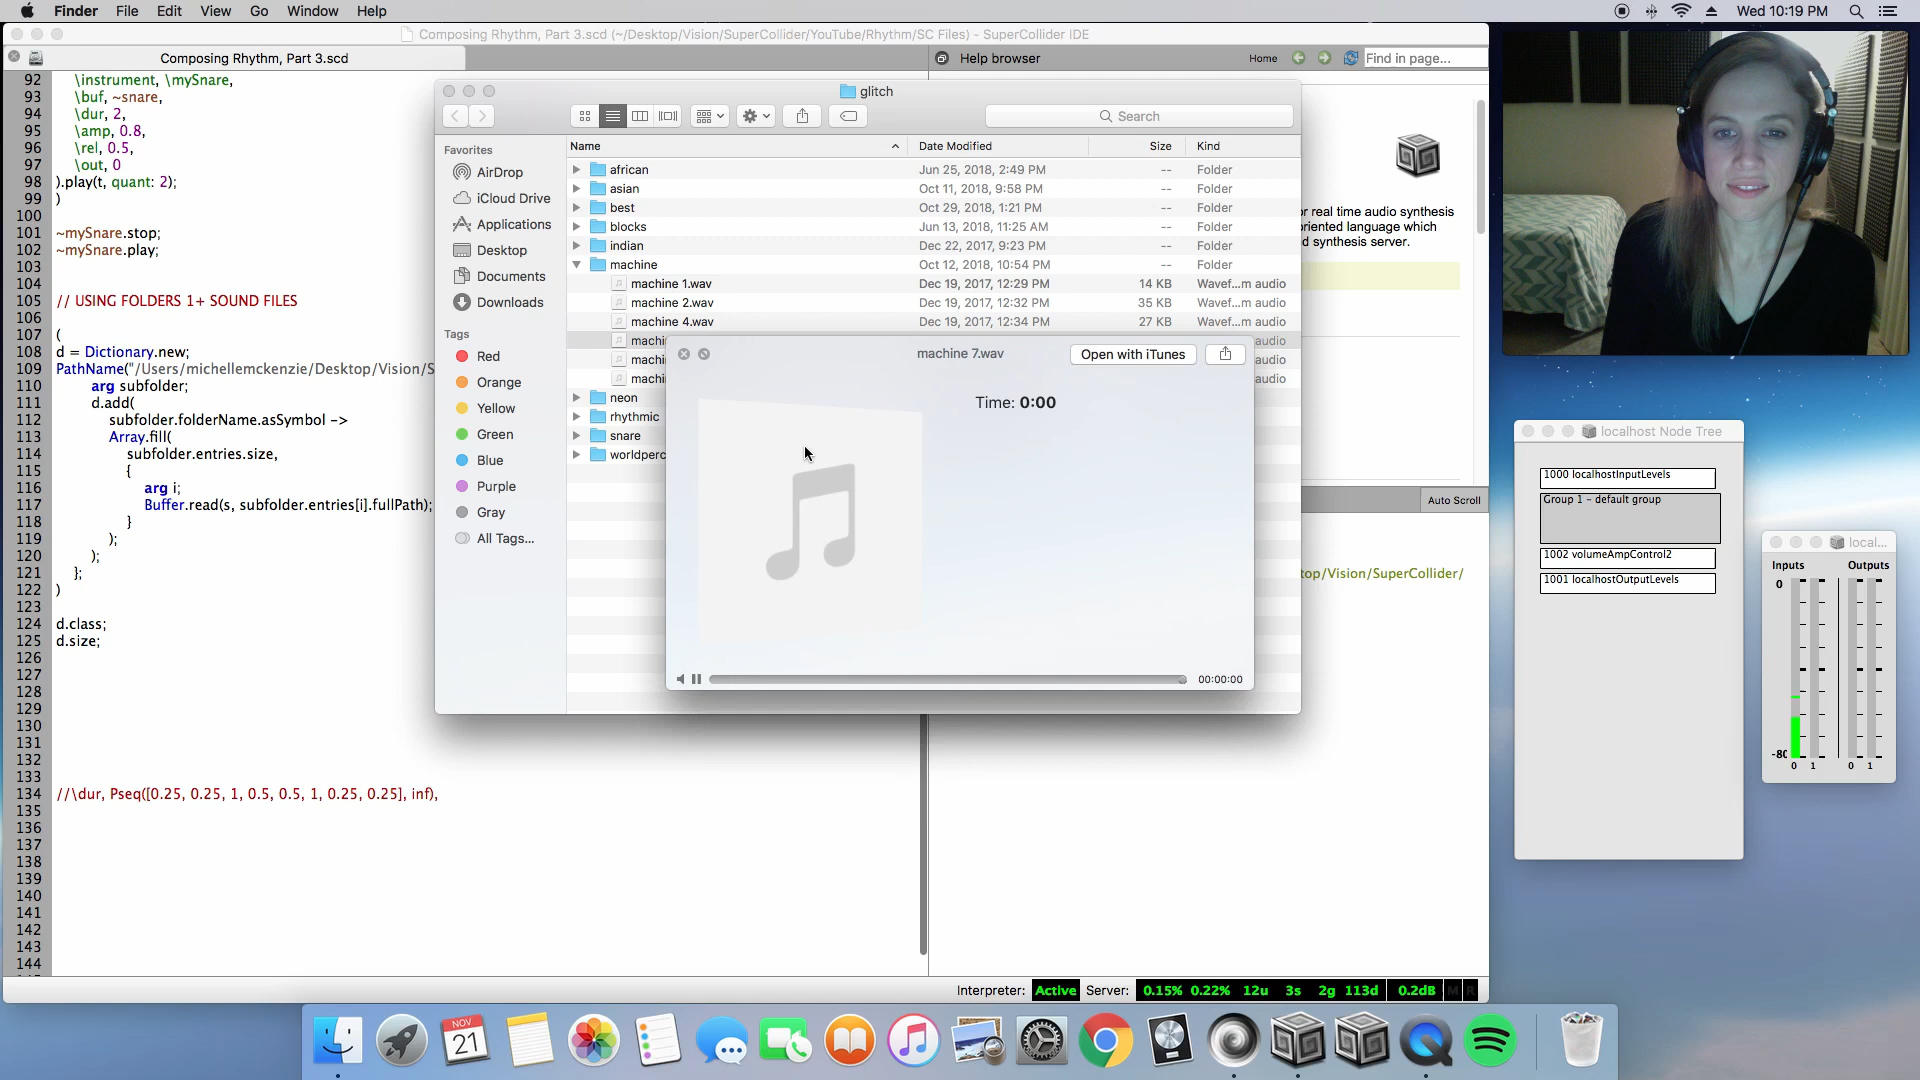 Finder File Edit View Go Window Help
Wed 10:19 PM
Composing Rhythm, Part 3.scd (~/Desktop/Vision/SuperCollider/YouTube/Rhythm/SC Files) - SuperCollider IDE
Composing Rhythm, Part 3.scd
Help browser
Home
Find in page...
92 \instrument, \mySnare,
93 \buf, ~snare,
94 \dur, 2,
95 \amp, 0.8,
96 \rel, 0.5,
97 \out, 0
98 ).play(t, quant: 2);
99 )
100
101 ~mySnare.stop;
102 ~mySnare.play;
103
104
105 // USING FOLDERS 1+ SOUND FILES
106
107 (
108 d = Dictionary.new;
109 PathName("/Users/michellemckenzie/Desktop/Vision/S
110 arg subfolder;
111 d.add(
112 subfolder.folderName.asSymbol ->
113 Array.fill(
114 subfolder.entries.size,
115 {
116 arg i;
117 Buffer.read(s, subfolder.entries[i].fullPath);
118 }
119 );
120 );
121 };
122 )
123
124 d.class;
125 d.size;
126
127
128
129
130
131
132
133
134 //\dur, Pseq([0.25, 0.25, 1, 0.5, 0.5, 1, 0.25, 0.25], inf),
135
136
137
138
139
140
141
142
143
144
glitch
Search
Favorites
AirDrop
iCloud Drive
Applications
Desktop
Documents
Downloads
Tags
Red
Orange
Yellow
Green
Blue
Purple
Gray
All Tags...
Name Date Modified Size Kind
african Jun 25, 2018, 2:49 PM -- Folder
asian Oct 11, 2018, 9:58 PM -- Folder
best Oct 29, 2018, 1:21 PM -- Folder
blocks Jun 13, 2018, 11:25 AM -- Folder
indian Dec 22, 2017, 9:23 PM -- Folder
machine Oct 12, 2018, 10:54 PM -- Folder
machine 1.wav Dec 19, 2017, 12:29 PM 14 KB Wavef...m audio
machine 2.wav Dec 19, 2017, 12:32 PM 35 KB Wavef...m audio
machine 4.wav Dec 19, 2017, 12:34 PM 27 KB Wavef...m audio
machi audio
machi audio
machi audio
neon
rhythmic
snare
worldperc
machine 7.wav
Open with iTunes
Time: 0:00
00:00:00
r real time audio synthesis
riented language which
d synthesis server.
Auto Scroll
top/Vision/SuperCollider/
Interpreter: Active Server: 0.15% 0.22% 12u 3s 2g 113d 0.2dB M R
localhost Node Tree
1000 localhostInputLevels
Group 1 - default group
1002 volumeAmpControl2
1001 localhostOutputLevels
local...
Inputs Outputs
0
-80
0 1 0 1
NOV
21